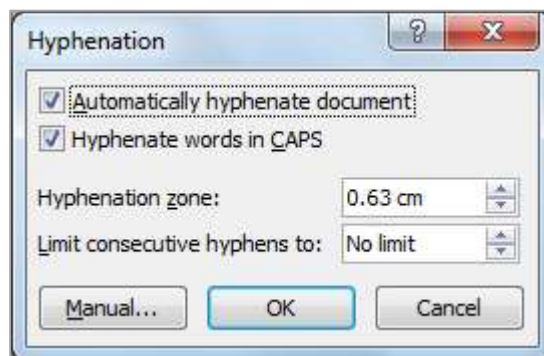 Hyphenation
Automatically hyphenate document
Hyphenate words in CAPS
Hyphenation zone: 0.63 cm
Limit consecutive hyphens to: No limit
Manual... OK Cancel